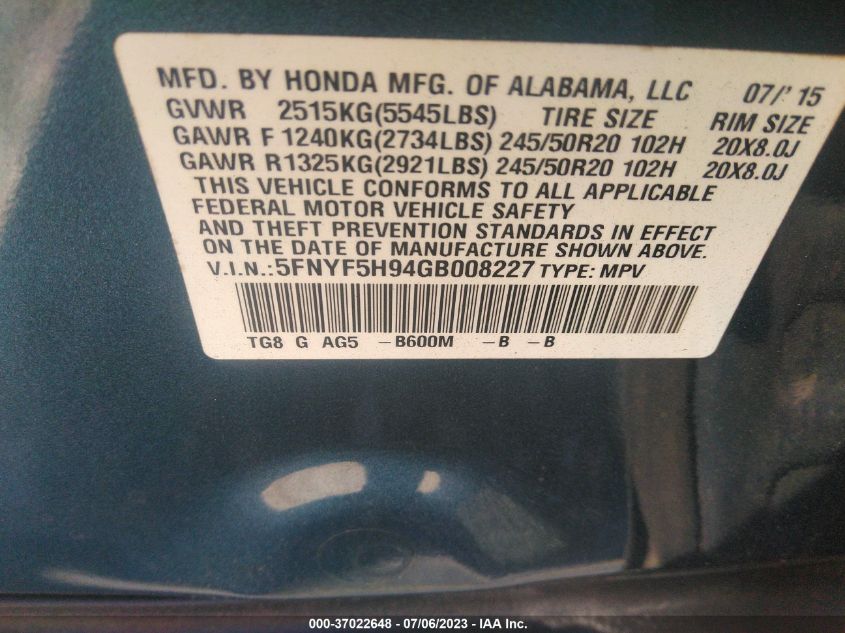 MFD. BY HONDA MFG. OF ALABAMA, LLC 07/' 15
GVWR 2515KG(5545LBS) TIRE SIZE RIM SIZE
GAWR F 1240KG(2734LBS) 245/50R20 102H 20X8.0J
GAWR R1325KG(2921LBS) 245/50R20 102H 20X8.0J
THIS VEHICLE CONFORMS TO ALL APPLICABLE
FEDERAL MOTOR VEHICLE SAFETY
AND THEFT PREVENTION STANDARDS IN EFFECT
ON THE DATE OF MANUFACTURE SHOWN ABOVE.
V.I.N.:5FNYF5H94GB008227 TYPE: MPV
TG8 G AG5 -B600M -B -B
000-37022648 - 07/06/2023 - IAA Inc.